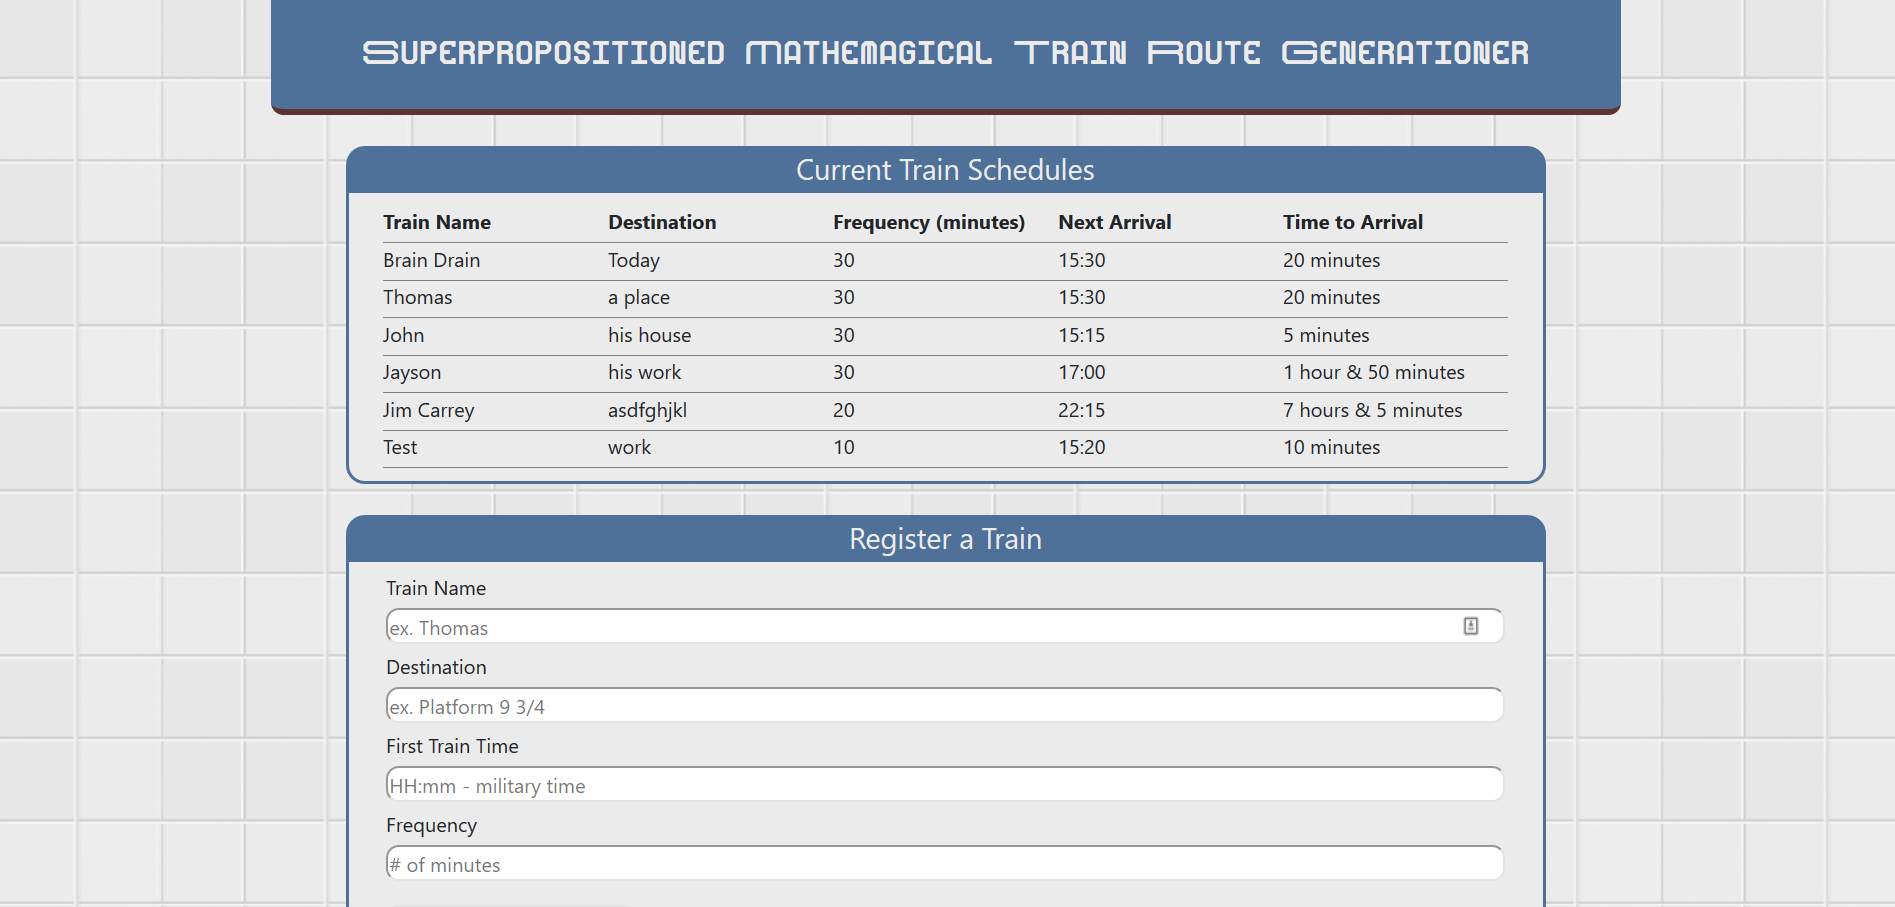 Superpropositioned Mathemagical Train Route Generationer
Current Train Schedules
Train Name Destination Frequency (minutes) Next Arrival Time to Arrival
Brain Drain Today 30 15:30 20 minutes
Thomas a place 30 15:30 20 minutes
John his house 30 15:15 5 minutes
Jayson his work 30 17:00 1 hour & 50 minutes
Jim Carrey asdfghjkl 20 22:15 7 hours & 5 minutes
Test work 10 15:20 10 minutes
Register a Train
Train Name
ex. Thomas
Destination
ex. Platform 9 3/4
First Train Time
HH:mm - military time
Frequency
# of minutes